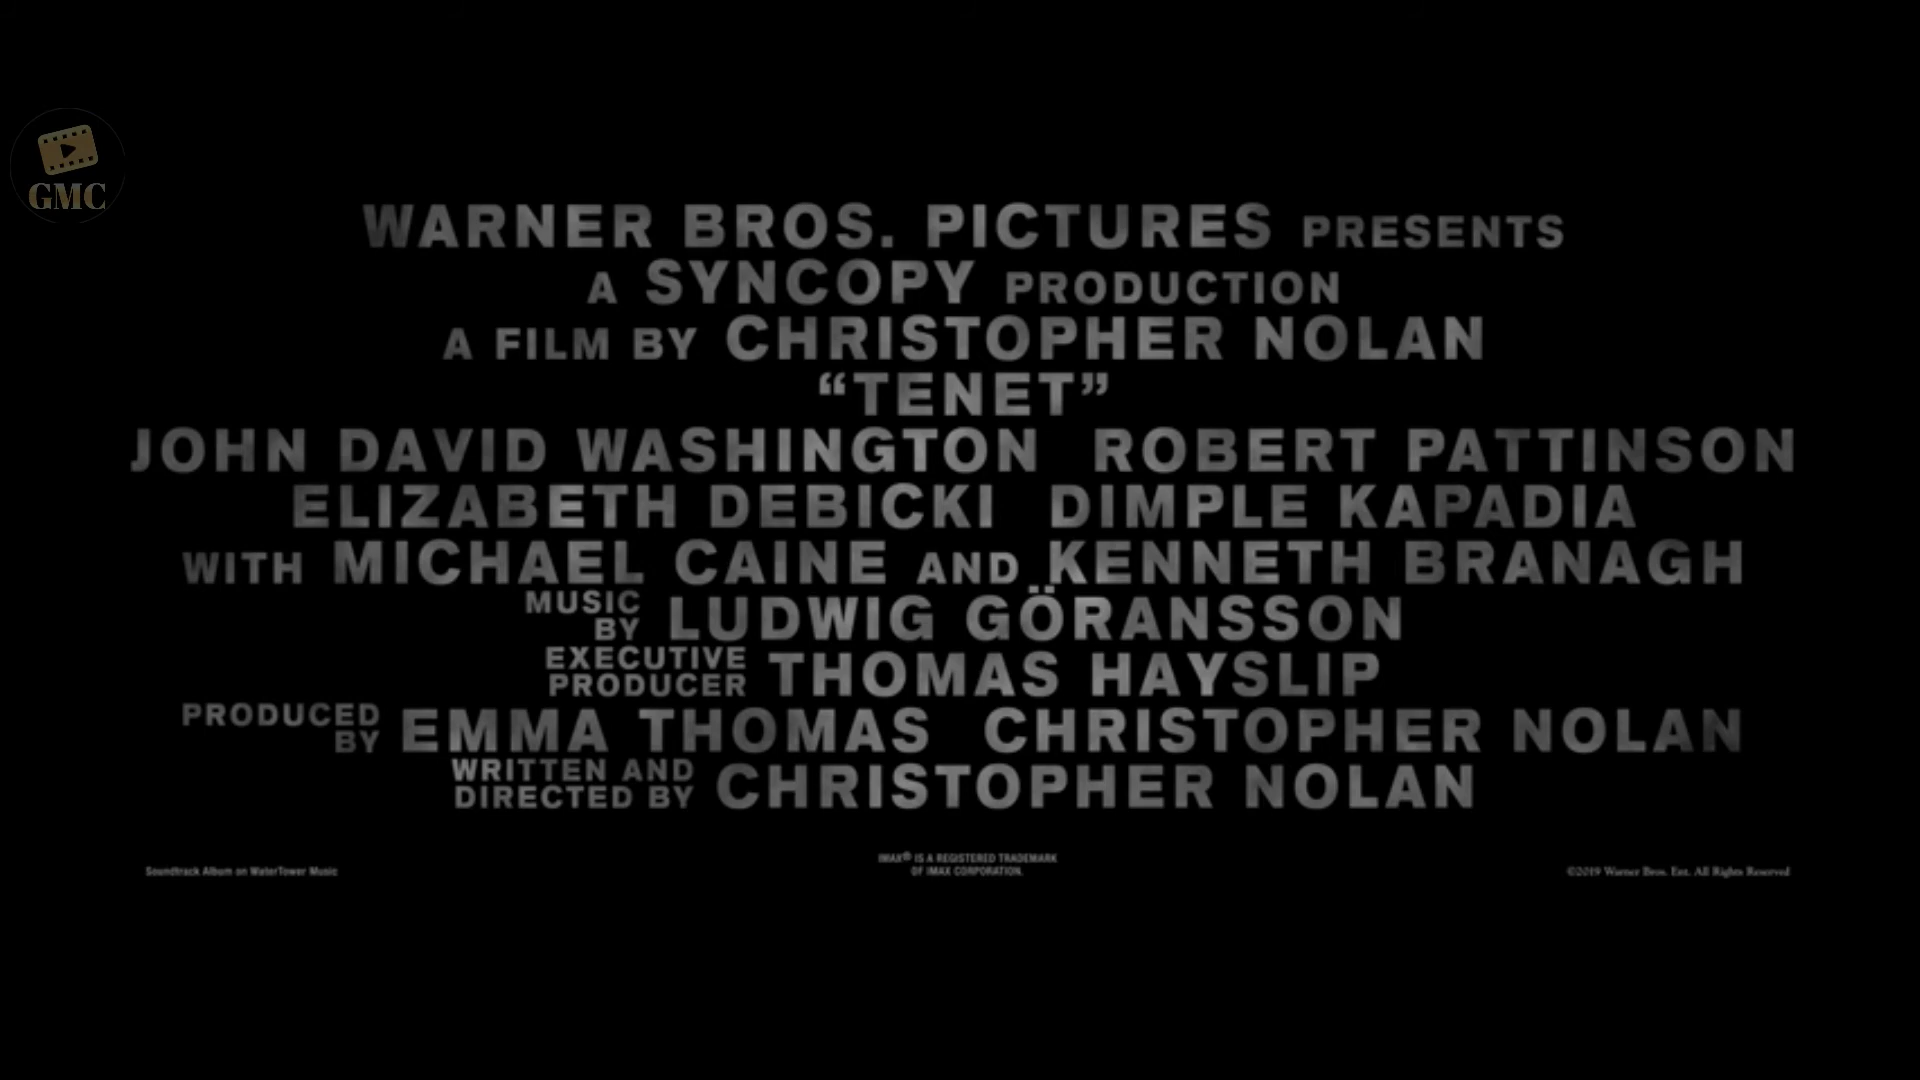 GMC
WARNER BROS. PICTURES PRESENTS
A SYNCOPY PRODUCTION
A FILM BY CHRISTOPHER NOLAN
“TENET”
JOHN DAVID WASHINGTON ROBERT PATTINSON
ELIZABETH DEBICKI DIMPLE KAPADIA
WITH MICHAEL CAINE AND KENNETH BRANAGH
MUSIC BY LUDWIG GÖRANSSON
EXECUTIVE PRODUCER THOMAS HAYSLIP
PRODUCED BY EMMA THOMAS CHRISTOPHER NOLAN
WRITTEN AND DIRECTED BY CHRISTOPHER NOLAN
Soundtrack Album on WaterTower Music
IMAX® IS A REGISTERED TRADEMARK
OF IMAX CORPORATION.
©2019 Warner Bros. Ent. All Rights Reserved